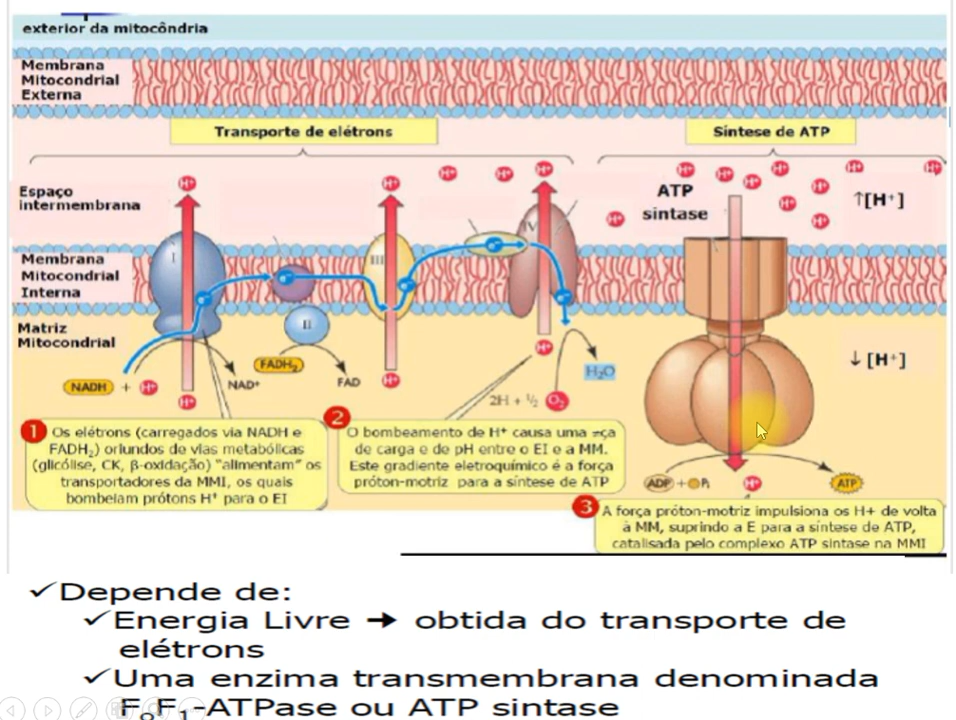 exterior da mitocôndria
Membrana
Mitocondrial
Externa
Transporte de elétrons
Síntese de ATP
H⁺ H⁺ H⁺ H⁺ H⁺ H⁺ H⁺ H⁺ H⁺ H⁺
Espaço
intermembrana
ATP
sintase
H⁺ H⁺ H⁺ H⁺
↑[H⁺]
Membrana
Mitocondrial
Interna
I
III
IV
e⁻ e⁻ e⁻ e⁻ e⁻
Matriz
Mitocondrial
II
↓ [H⁺]
NADH + H⁺
NAD⁺
FADH₂
FAD
H⁺
H⁺
H⁺
H₂O
2H + ½ O₂
1 Os elétrons (carregados via NADH e
FADH₂) oriundos de vias metabólicas
(glicólise, CK, β-oxidação) "alimentam" os
transportadores da MMI, os quais
bombeiam prótons H⁺ para o EI
2 O bombeamento de H⁺ causa uma ≠ça
de carga e de pH entre o EI e a MM.
Este gradiente eletroquímico é a força
próton-motriz para a síntese de ATP
ADP + Pᵢ
H⁺
ATP
3 A força próton-motriz impulsiona os H+ de volta
à MM, suprindo a E para a síntese de ATP,
catalisada pelo complexo ATP sintase na MMI
✓Depende de:
✓Energia Livre ➔ obtida do transporte de
elétrons
✓Uma enzima transmembrana denominada
F₀F₁-ATPase ou ATP sintase